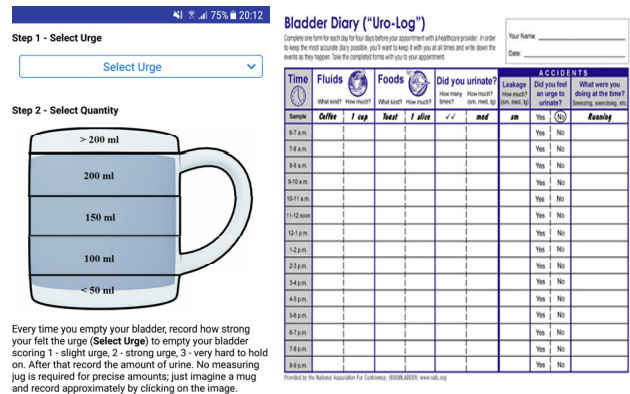 75% 20:12
Step 1 - Select Urge
Select Urge
Step 2 - Select Quantity
> 200 ml
200 ml
150 ml
100 ml
< 50 ml
Every time you empty your bladder, record how strong
your felt the urge (Select Urge) to empty your bladder
scoring 1 - slight urge, 2 - strong urge, 3 - very hard to hold
on. After that record the amount of urine. No measuring
jug is required for precise amounts; just imagine a mug
and record approximately by clicking on the image.
Bladder Diary ("Uro-Log")
Complete one form for each day for four days before your appointment with a healthcare provider. In order
to keep the most accurate diary possible, you'll want to keep it with you at all times and write down the
events as they happen. Take the completed forms with you to your appointment.
Your Name:
Date:
Time Fluids Foods Did you urinate? ACCIDENTS
What kind? How much? What kind? How much? How many times? How much? (sm, med, lg)
Leakage How much? (sm, med, lg) Did you feel an urge to urinate? What were you doing at the time? Sneezing, exercising, etc.
Sample Coffee 1 cup Toast 1 slice ✓✓ med sm Yes No Running
6-7 a.m. Yes No
7-8 a.m. Yes No
8-9 a.m. Yes No
9-10 a.m. Yes No
10-11 a.m. Yes No
11-12 noon Yes No
12-1 p.m. Yes No
1-2 p.m. Yes No
2-3 p.m. Yes No
3-4 p.m. Yes No
4-5 p.m. Yes No
5-6 p.m. Yes No
6-7 p.m. Yes No
7-8 p.m. Yes No
8-9 p.m. Yes No
Provided by the National Association For Continence; (800)BLADDER; www.nafc.org